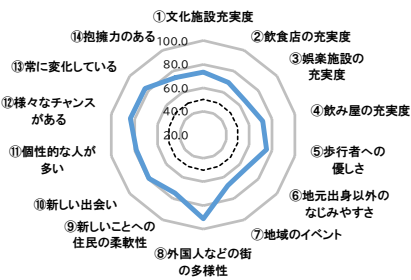 ①文化施設充実度
②飲食店の充実度
③娯楽施設の
充実度
④飲み屋の充実度
⑤歩行者への
優しさ
⑥地元出身以外の
なじみやすさ
⑦地域のイベント
⑧外国人などの街
の多様性
⑨新しいことへの
住民の柔軟性
⑩新しい出会い
⑪個性的な人が
多い
⑫様々なチャンス
がある
⑬常に変化している
⑭抱擁力のある
100.0
80.0
60.0
40.0
20.0